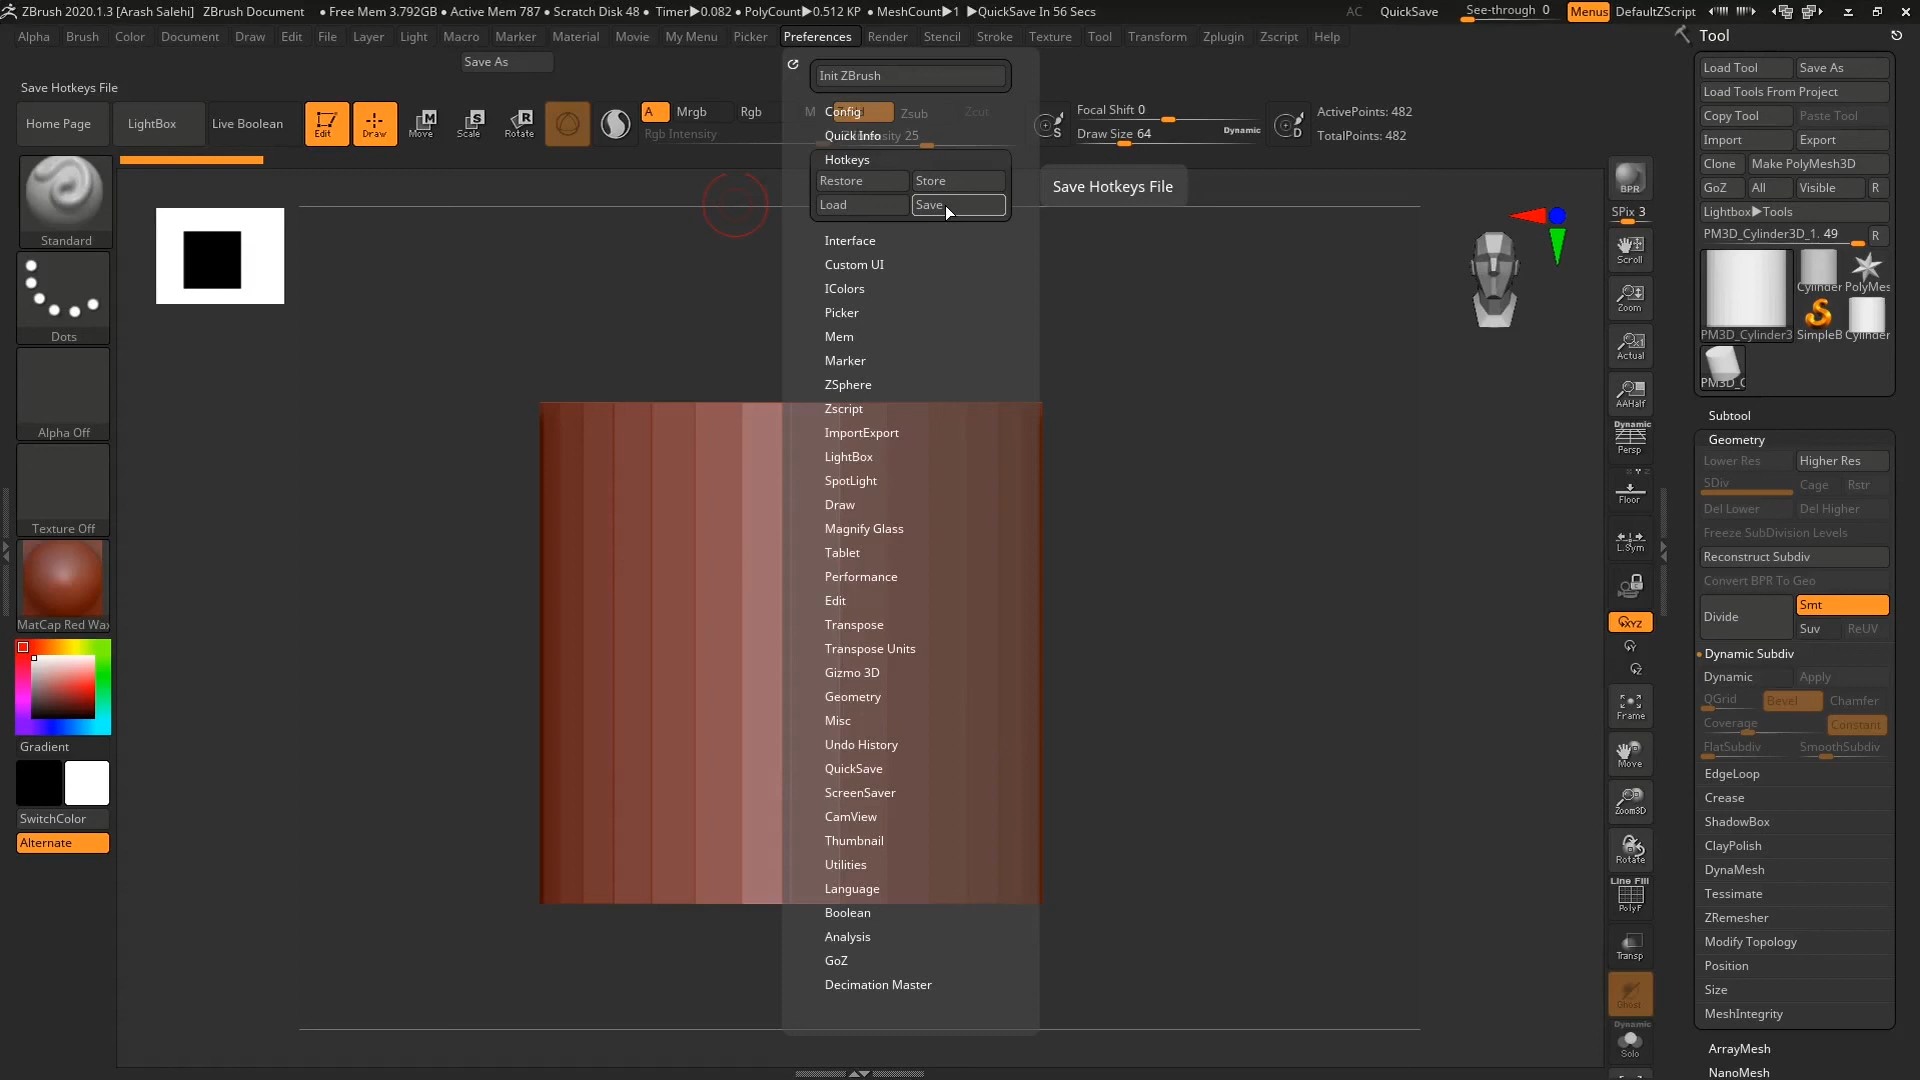 ZBrush 2020.1.3 [Arash Salehi] ZBrush Document • Free Mem 3.792GB • Active Mem 787 • Scratch Disk 48 • Timer▶0.082 • PolyCount▶0.512 KP • MeshCount▶1 ▶QuickSave In 56 Secs AC QuickSave See-through 0 Menus DefaultZScript
Alpha Brush Color Document Draw Edit File Layer Light Macro Marker Material Movie My Menu Picker Preferences Render Stencil Stroke Texture Tool Transform Zplugin Zscript Help
Save As
Save Hotkeys File
Home Page LightBox Live Boolean Edit Draw Move Scale Rotate A Mrgb Rgb M
Rgb Intensity
Zsub Zcut
Intensity 25
S Focal Shift 0
Draw Size 64 Dynamic
D ActivePoints: 482
TotalPoints: 482
Standard
Dots
Alpha Off
Texture Off
MatCap Red Wax
Gradient
SwitchColor
Alternate
Init ZBrush
Config
Quick Info
Hotkeys
Restore Store
Load Save
Save Hotkeys File
Interface
Custom UI
IColors
Picker
Mem
Marker
ZSphere
Zscript
ImportExport
LightBox
SpotLight
Draw
Magnify Glass
Tablet
Performance
Edit
Transpose
Transpose Units
Gizmo 3D
Geometry
Misc
Undo History
QuickSave
ScreenSaver
CamView
Thumbnail
Utilities
Language
Boolean
Analysis
GoZ
Decimation Master
BPR
SPix 3
Scroll
Zoom
Actual
AAHalf
Dynamic
Persp
Floor
L.Sym
XYZ
Frame
Move
Zoom3D
Rotate
Line Fill
PolyF
Transp
Ghost
Dynamic
Solo
Tool
Load Tool Save As
Load Tools From Project
Copy Tool Paste Tool
Import Export
Clone Make PolyMesh3D
GoZ All Visible R
Lightbox▶Tools
PM3D_Cylinder3D_1. 49 R
PM3D_Cylinder3
Cylinder PolyMes
SimpleB Cylinder
PM3D_C
Subtool
Geometry
Lower Res Higher Res
SDiv Cage Rstr
Del Lower Del Higher
Freeze SubDivision Levels
Reconstruct Subdiv
Convert BPR To Geo
Divide Smt
Suv ReUV
Dynamic Subdiv
Dynamic Apply
QGrid Bevel Chamfer
Coverage Constant
FlatSubdiv SmoothSubdiv
EdgeLoop
Crease
ShadowBox
ClayPolish
DynaMesh
Tessimate
ZRemesher
Modify Topology
Position
Size
MeshIntegrity
ArrayMesh
NanoMesh